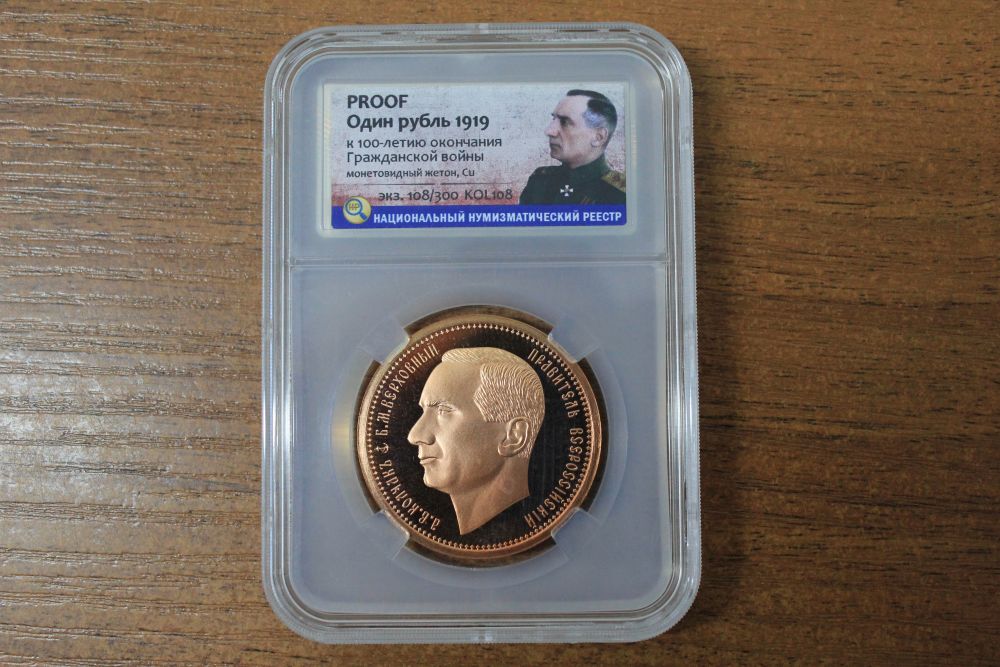 PROOF
Один рубль 1919
к 100-летию окончания
Гражданской войны
монетовидный жетон, Cu
экз. 108/300 KOL108
ННР
НАЦИОНАЛЬНЫЙ НУМИЗМАТИЧЕСКИЙ РЕЕСТР
А.В.КОЛЧАКЪ Б.М.ВЕРХОВНЫЙ ПРАВИТЕЛЬ ВСЕРОССІЙСКІЙ